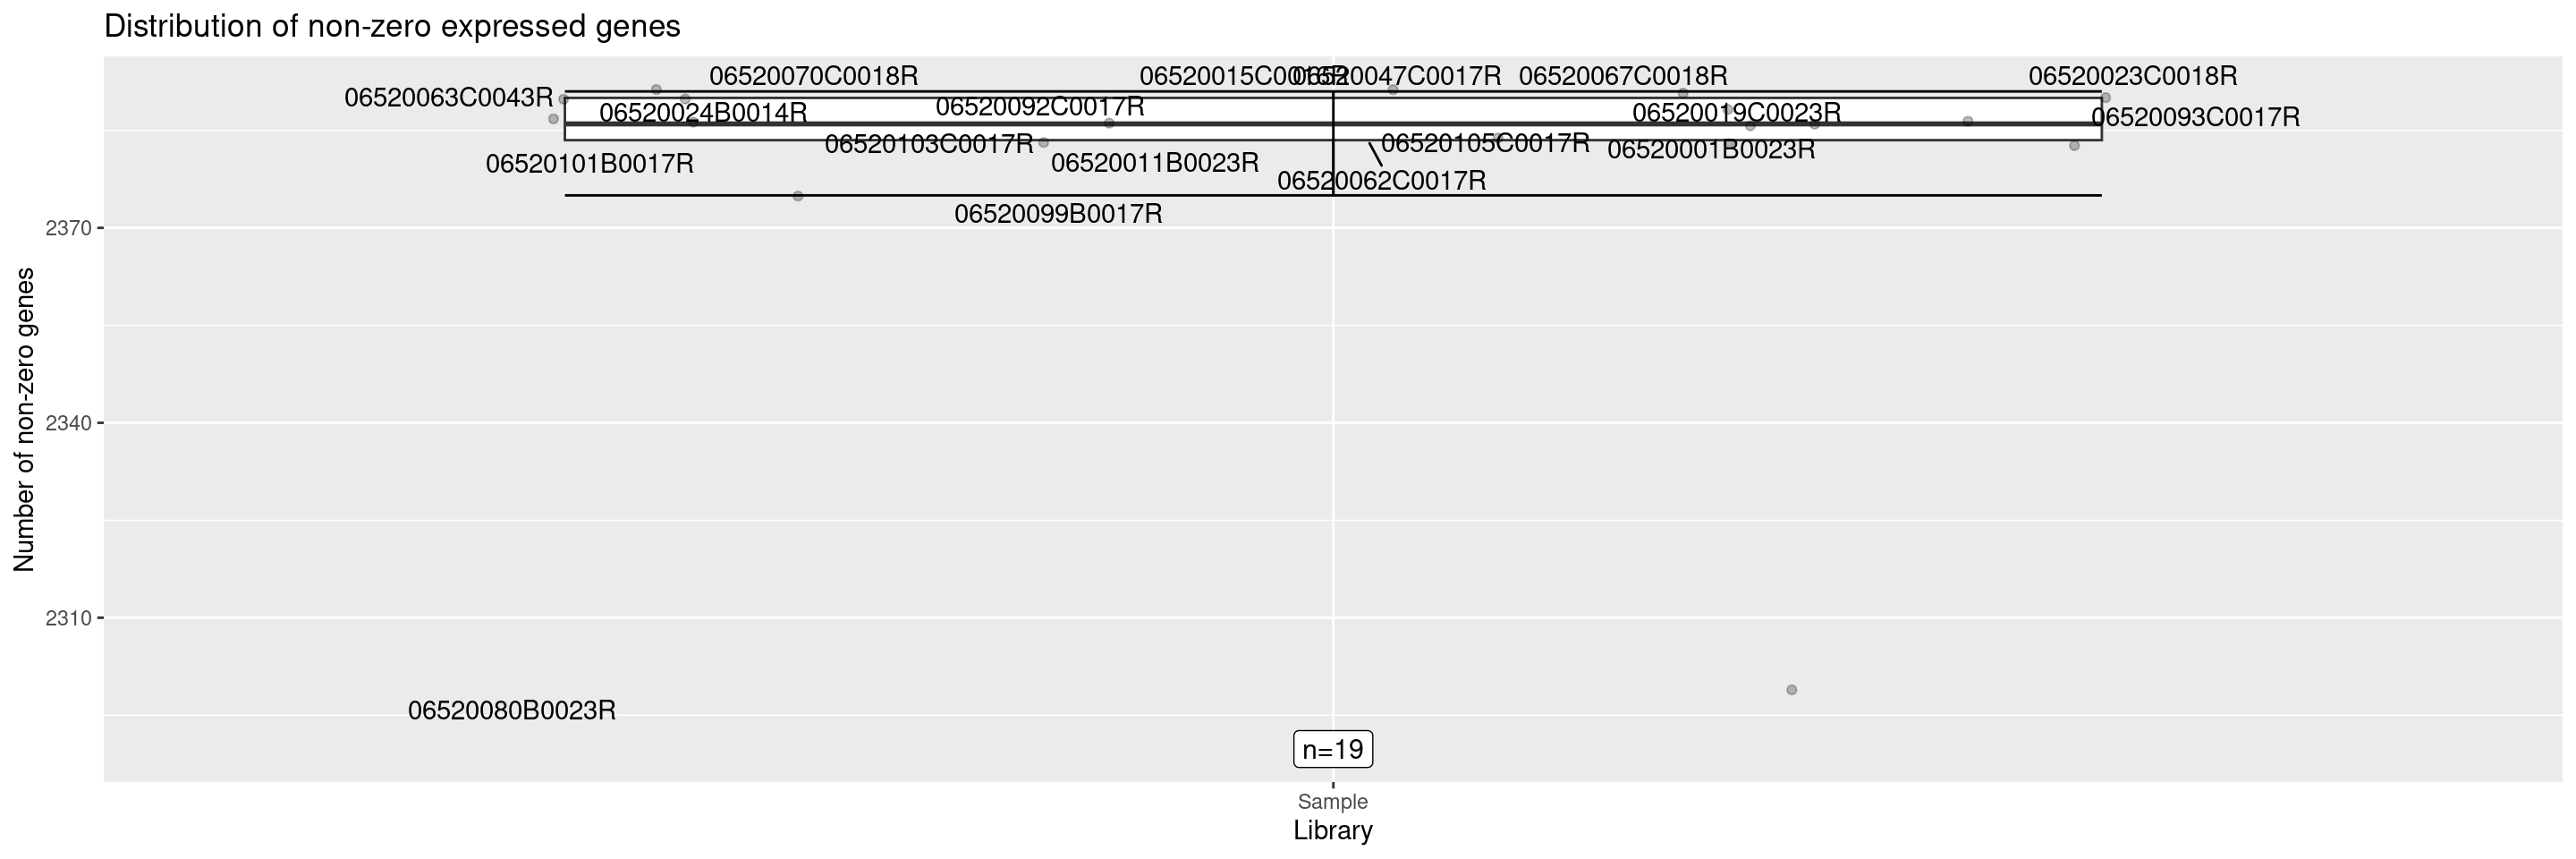 Distribution of non-zero expressed genes
06520070C0018R
06520015C0016R
06520047C0017R
06520067C0018R
06520023C0018R
06520063C0043R
06520024B0014R
06520092C0017R
06520019C0023R
06520093C0017R
06520103C0017R
06520105C0017R
06520001B0023R
06520101B0017R
06520011B0023R
06520062C0017R
06520099B0017R
2370
2340
2310
Number of non-zero genes
06520080B0023R
n=19
Sample
Library